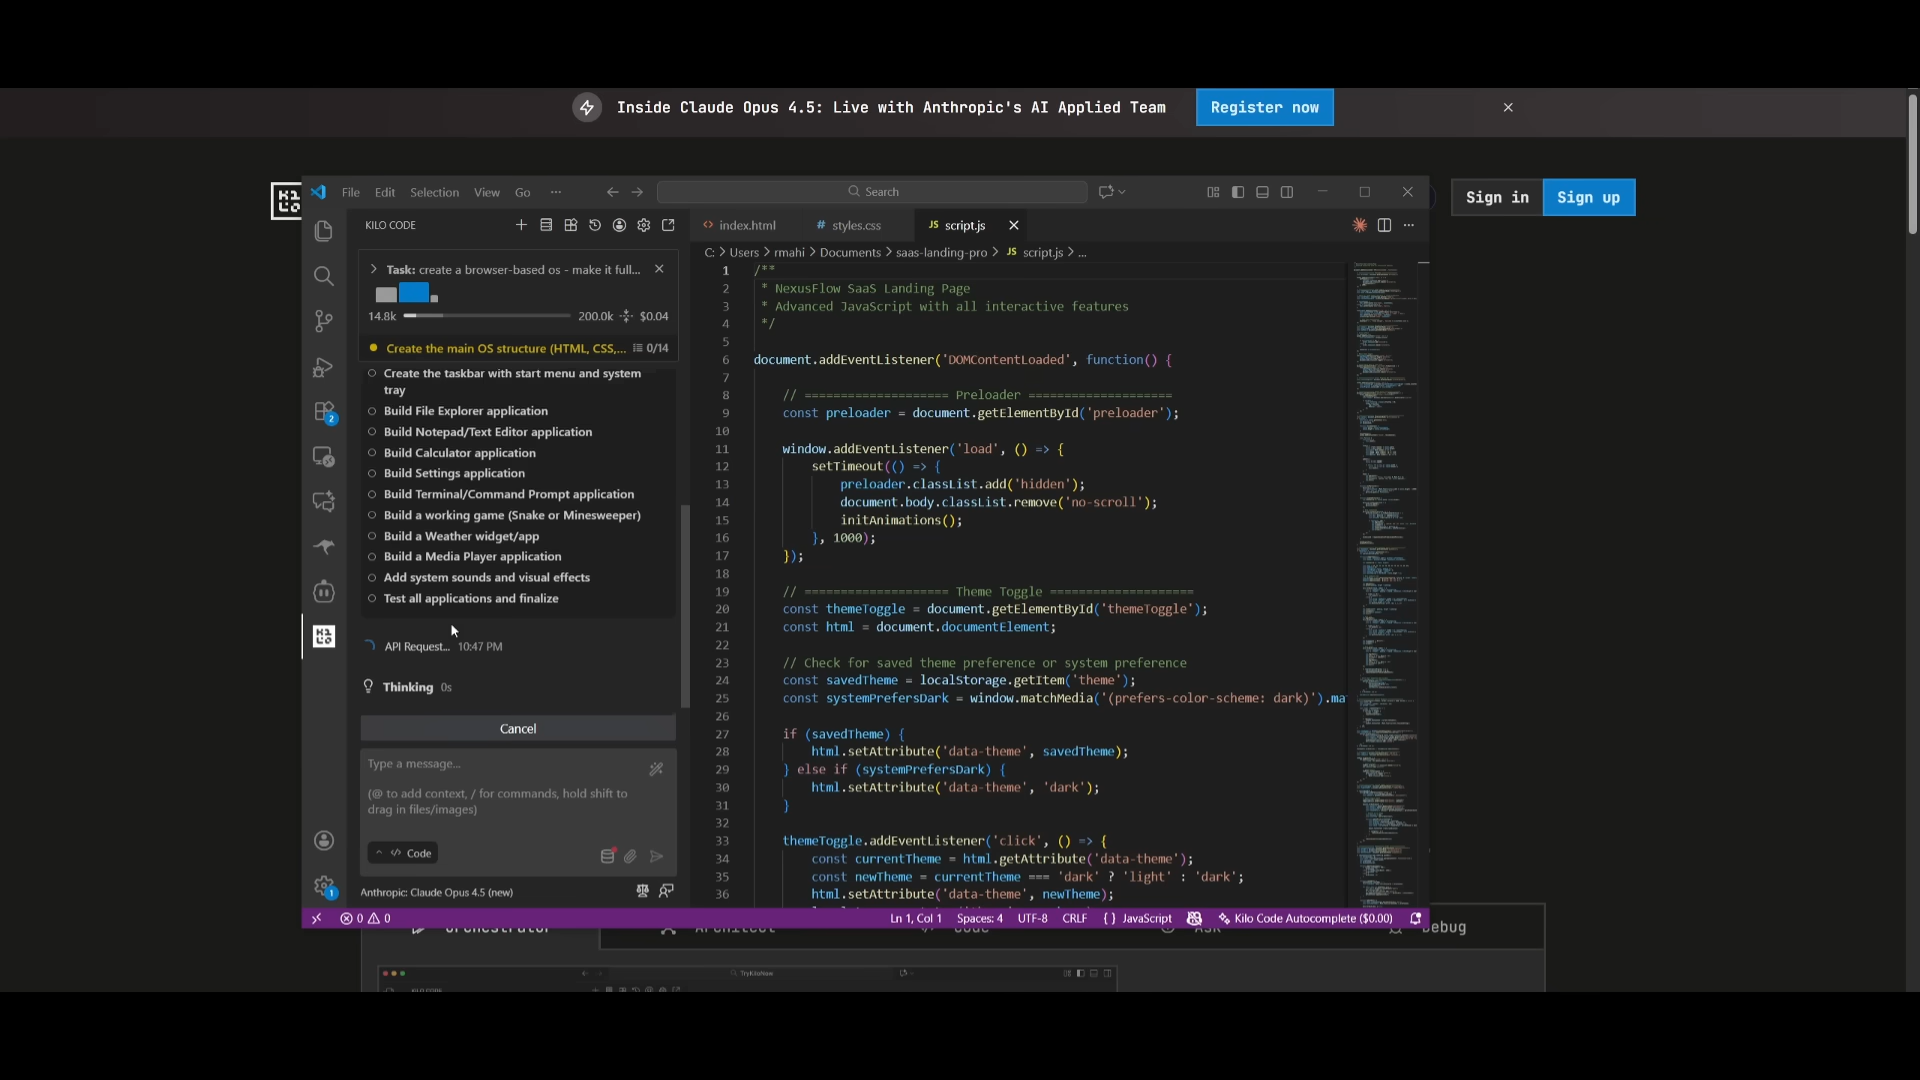 Inside Claude Opus 4.5: Live with Anthropic's AI Applied Team
Register now
Sign in
Sign up
File
Edit
Selection
View
Go
Search
KILO CODE
index.html
# styles.css
JS script.js
C: > Users > rmahi > Documents > saas-landing-pro > JS script.js > ...
Task: create a browser-based os - make it full...
14.8k
200.0k
$0.04
Create the main OS structure (HTML, CSS,...
0/14
Create the taskbar with start menu and system
tray
Build File Explorer application
Build Notepad/Text Editor application
Build Calculator application
Build Settings application
Build Terminal/Command Prompt application
Build a working game (Snake or Minesweeper)
Build a Weather widget/app
Build a Media Player application
Add system sounds and visual effects
Test all applications and finalize
API Request... 10:47 PM
Thinking 0s
Cancel
Type a message...
(@ to add context, / for commands, hold shift to
drag in files/images)
Code
Anthropic: Claude Opus 4.5 (new)
2
1
1 /**
2 * NexusFlow SaaS Landing Page
3 * Advanced JavaScript with all interactive features
4 */
5
6 document.addEventListener('DOMContentLoaded', function() {
7
8 // ==================== Preloader ====================
9 const preloader = document.getElementById('preloader');
10
11 window.addEventListener('load', () => {
12 setTimeout(() => {
13 preloader.classList.add('hidden');
14 document.body.classList.remove('no-scroll');
15 initAnimations();
16 }, 1000);
17 });
18
19 // ==================== Theme Toggle ====================
20 const themeToggle = document.getElementById('themeToggle');
21 const html = document.documentElement;
22
23 // Check for saved theme preference or system preference
24 const savedTheme = localStorage.getItem('theme');
25 const systemPrefersDark = window.matchMedia('(prefers-color-scheme: dark)').ma
26
27 if (savedTheme) {
28 html.setAttribute('data-theme', savedTheme);
29 } else if (systemPrefersDark) {
30 html.setAttribute('data-theme', 'dark');
31 }
32
33 themeToggle.addEventListener('click', () => {
34 const currentTheme = html.getAttribute('data-theme');
35 const newTheme = currentTheme === 'dark' ? 'light' : 'dark';
36 html.setAttribute('data-theme', newTheme);
0 0
Ln 1, Col 1
Spaces: 4
UTF-8
CRLF
{ } JavaScript
Kilo Code Autocomplete ($0.00)
Orchestrator
Architect
Code
Ask
Debug
TryKiloNow
KILO CODE